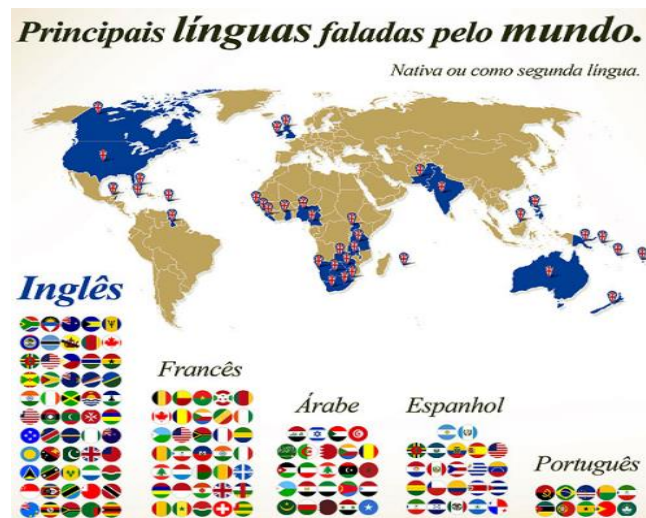 Principais línguas faladas pelo mundo.
Nativa ou como segunda língua.
Inglês
Francês
Árabe
Espanhol
Português